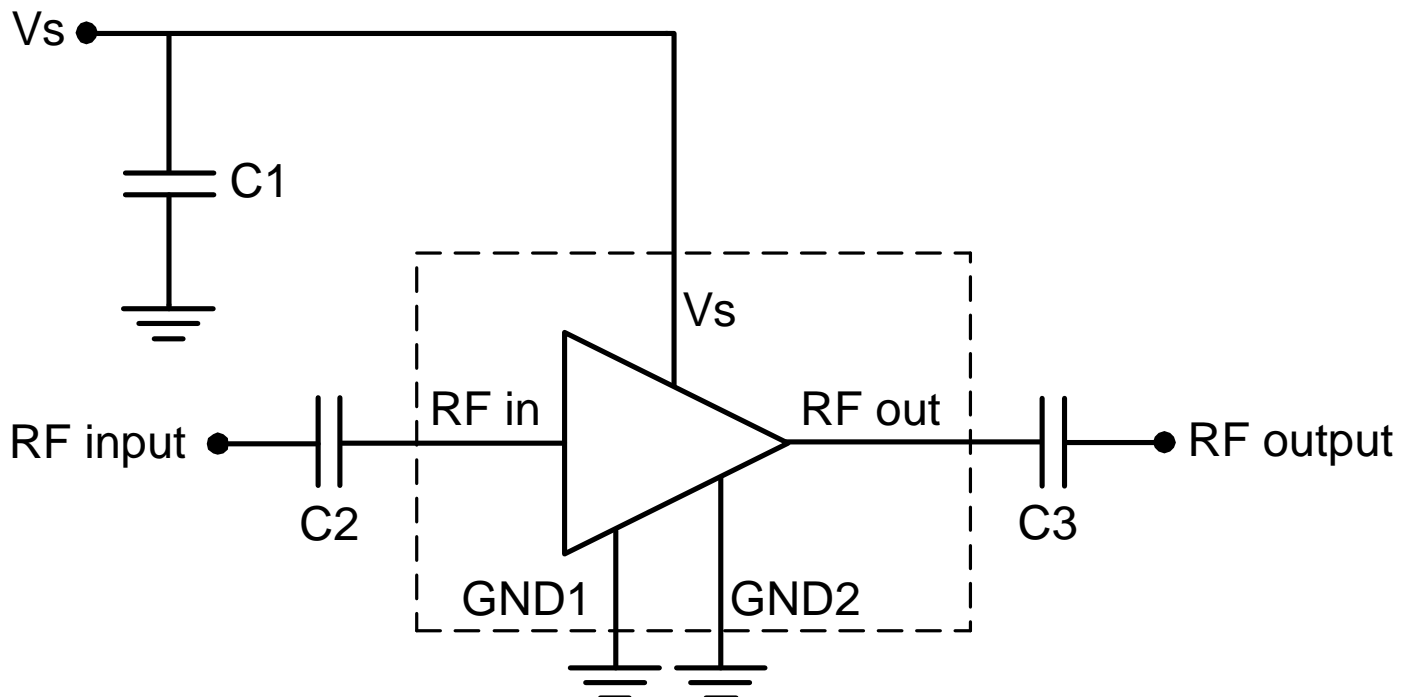 Vs
C1
Vs
RF in
RF out
RF input
RF output
C2
C3
GND1
GND2